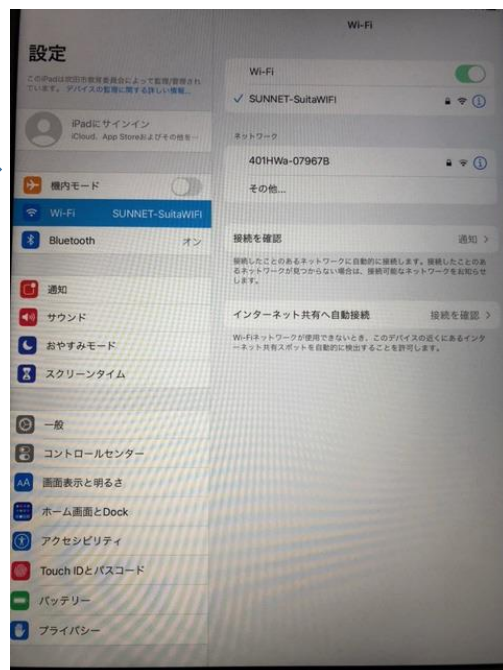 Wi-Fi
設定
このiPadは吹田市教育委員会によって監視/管理され
ています。デバイスの監理に関する詳しい情報...
iPadにサインイン
iCloud、App Storeおよびその他を…
機内モード
Wi-Fi SUNNET-SuitaWIFI
Bluetooth オン
通知
サウンド
おやすみモード
スクリーンタイム
一般
コントロールセンター
AA 画面表示と明るさ
ホーム画面とDock
アクセシビリティ
Touch IDとパスコード
バッテリー
プライバシー
Wi-Fi
SUNNET-SuitaWIFI
ネットワーク
401HWa-07967B
その他...
接続を確認 通知
接続したことのあるネットワークに自動的に接続します。接続したことのあ
るネットワークが見つからない場合は、接続可能なネットワークをお知らせ
します。
インターネット共有へ自動接続 接続を確認
Wi-Fiネットワークが使用できないとき、このデバイスの近くにあるインタ
ーネット共有スポットを自動的に検出することを許可します。